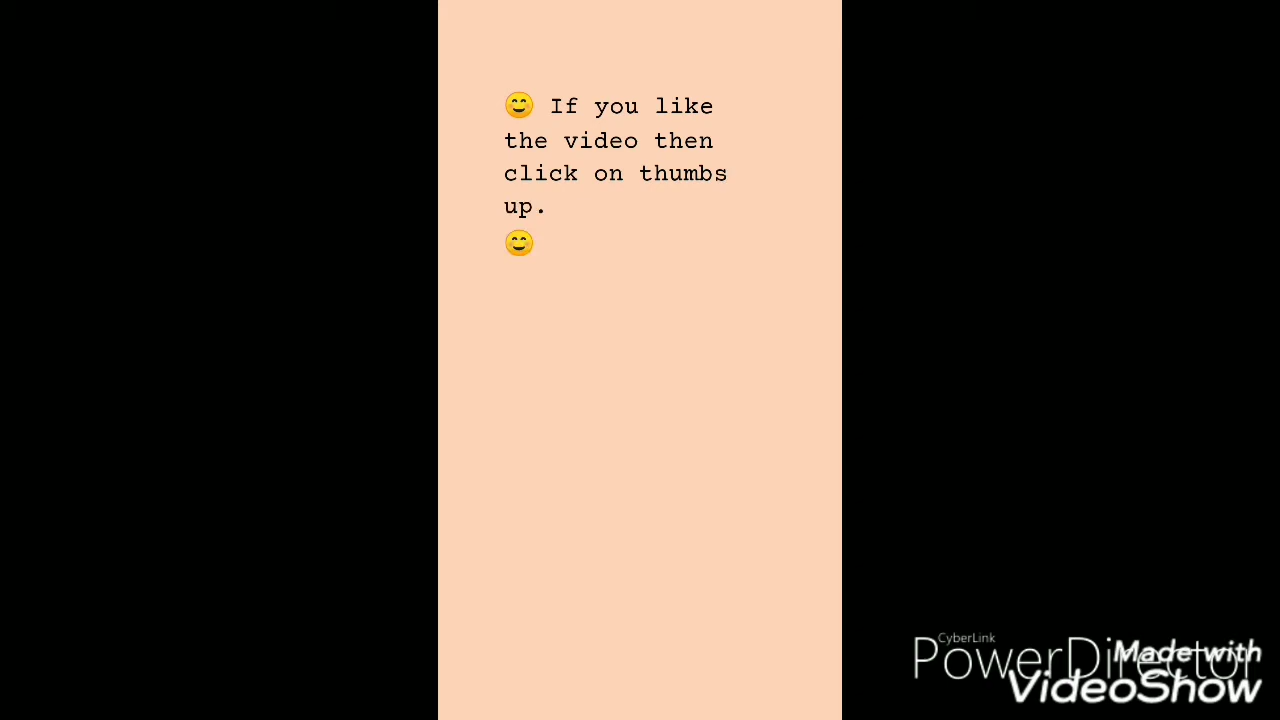 😊 If you like
the video then
click on thumbs
up.
😊
CyberLink
PowerDirector
Made with
VideoShow